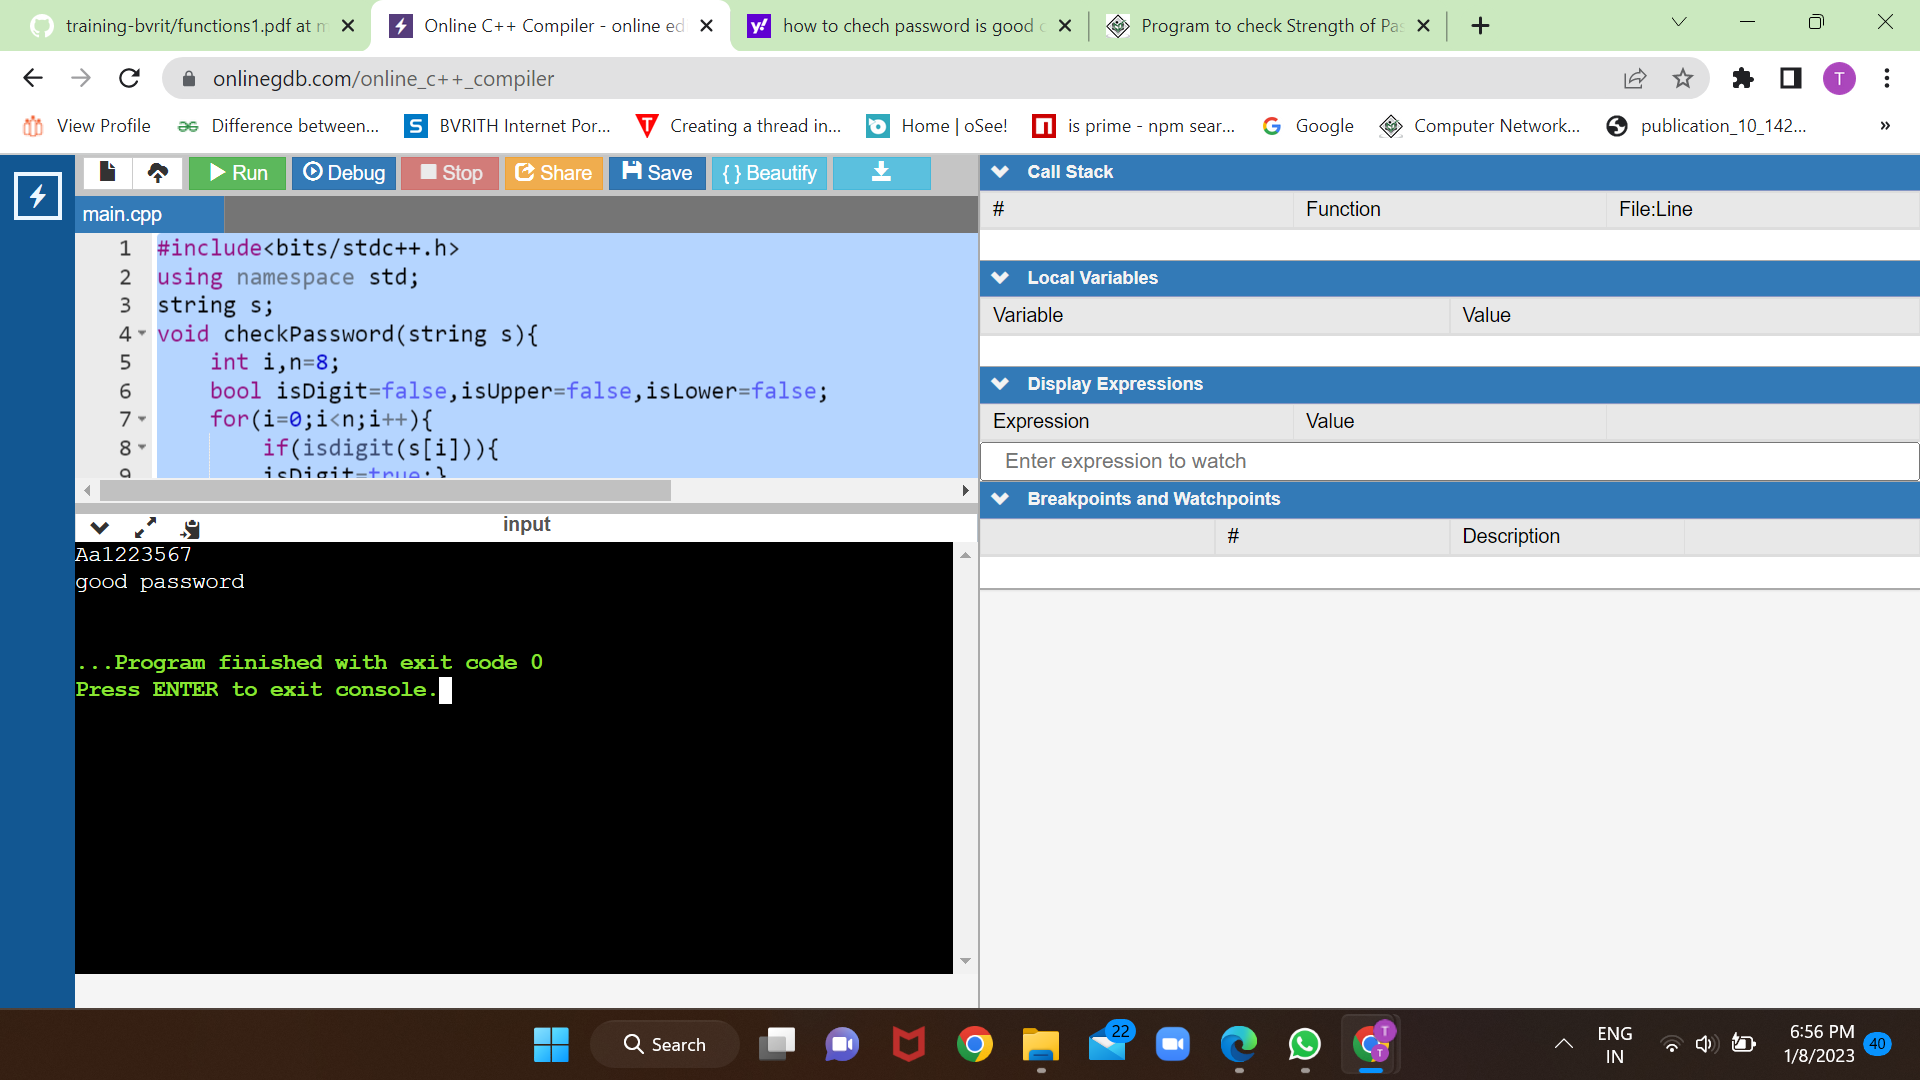 training-bvrit/functions1.pdf at m
Online C++ Compiler - online ed
how to chech password is good o
Program to check Strength of Pas
onlinegdb.com/online_c++_compiler
T
View Profile
Difference between...
BVRITH Internet Por...
Creating a thread in...
Home | oSee!
is prime - npm sear...
Google
Computer Network...
publication_10_142...
»
Run
Debug
Stop
Share
Save
{ } Beautify
main.cpp
1 #include<bits/stdc++.h>
2 using namespace std;
3 string s;
4 void checkPassword(string s){
5 int i,n=8;
6 bool isDigit=false,isUpper=false,isLower=false;
7 for(i=0;i<n;i++){
8 if(isdigit(s[i])){
9 isDigit=true;}
input
Aa1223567
good password
...Program finished with exit code 0
Press ENTER to exit console.
Call Stack
# Function File:Line
Local Variables
Variable Value
Display Expressions
Expression Value
Enter expression to watch
Breakpoints and Watchpoints
# Description
Search
22
T
T
ENG
IN
6:56 PM
1/8/2023
40